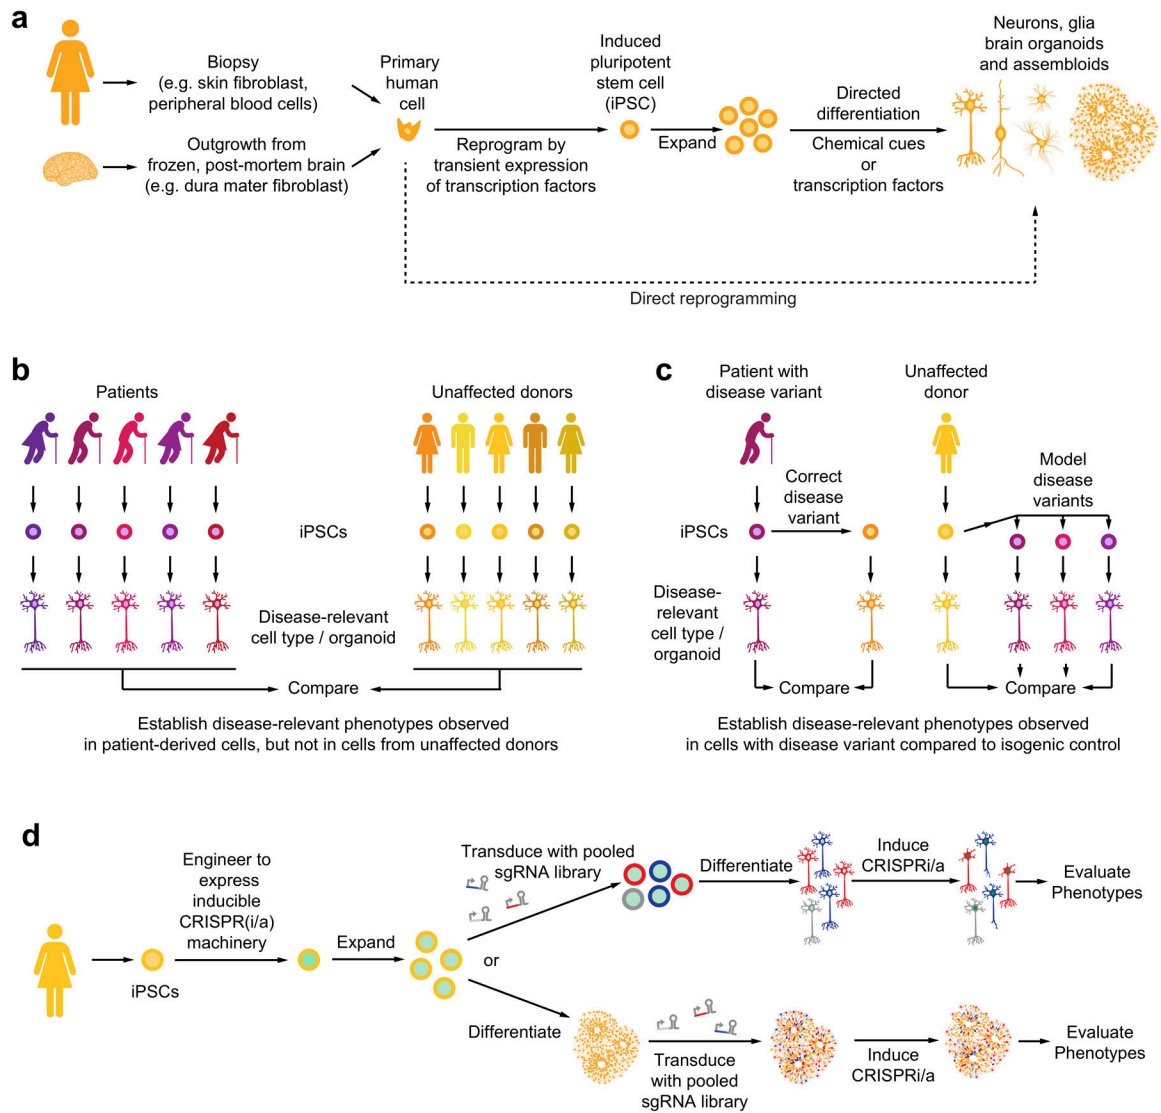 a
Biopsy
(e.g. skin fibroblast,
peripheral blood cells)
Outgrowth from
frozen, post-mortem brain
(e.g. dura mater fibroblast)
Primary
human
cell
Reprogram by
transient expression
of transcription factors
Induced
pluripotent
stem cell
(iPSC)
Expand
Directed
differentiation
Chemical cues
or
transcription factors
Neurons, glia
brain organoids
and assembloids
Direct reprogramming
b
Patients
Unaffected donors
iPSCs
Disease-relevant
cell type / organoid
Compare
Establish disease-relevant phenotypes observed
in patient-derived cells, but not in cells from unaffected donors
c
Patient with
disease variant
Unaffected
donor
Correct
disease
variant
Model
disease
variants
iPSCs
Disease-
relevant
cell type /
organoid
Compare
Compare
Establish disease-relevant phenotypes observed
in cells with disease variant compared to isogenic control
d
iPSCs
Engineer to
express
inducible
CRISPR(i/a)
machinery
Expand
Transduce with pooled
sgRNA library
or
Differentiate
Induce
CRISPRi/a
Evaluate
Phenotypes
Differentiate
Transduce
with pooled
sgRNA library
Induce
CRISPRi/a
Evaluate
Phenotypes